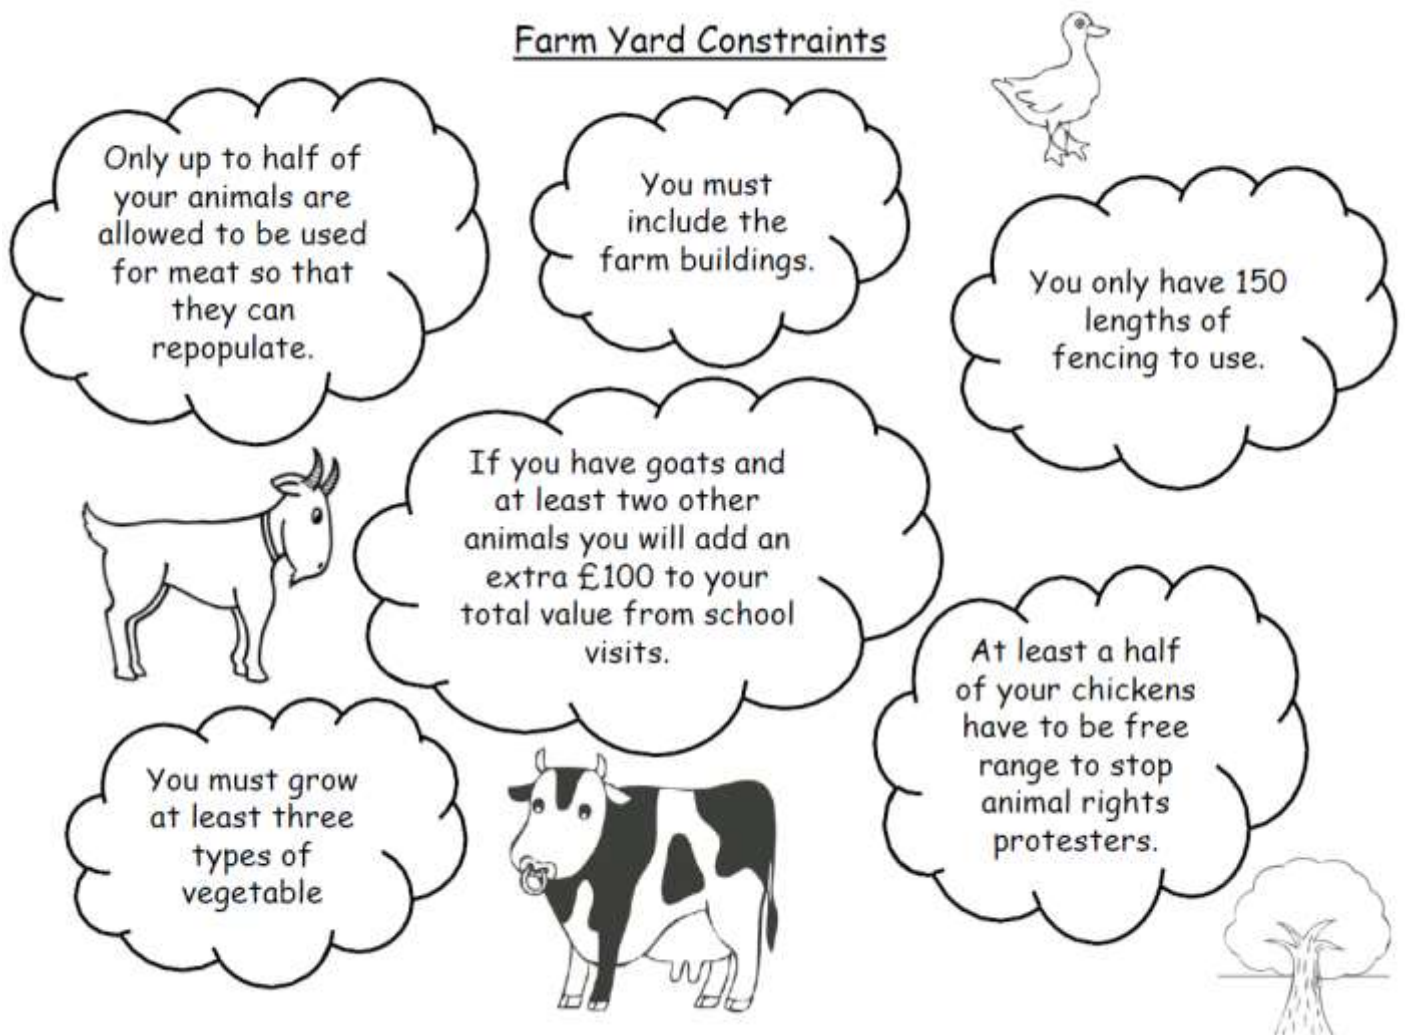 Farm Yard Constraints
Only up to half of
your animals are
allowed to be used
for meat so that
they can
repopulate.
You must
include the
farm buildings.
You only have 150
lengths of
fencing to use.
If you have goats and
at least two other
animals you will add an
extra £100 to your
total value from school
visits.
At least a half
of your chickens
have to be free
range to stop
animal rights
protesters.
You must grow
at least three
types of
vegetable